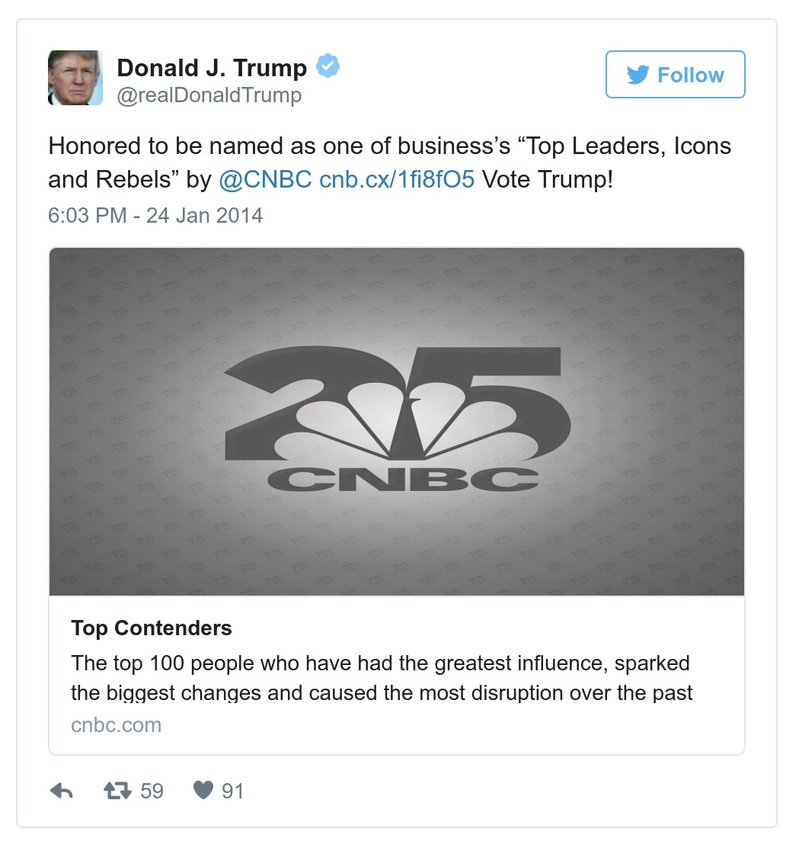 Donald J. Trump
@realDonaldTrump
Follow
Honored to be named as one of business’s “Top Leaders, Icons
and Rebels” by @CNBC cnb.cx/1fi8fO5 Vote Trump!
6:03 PM - 24 Jan 2014
25
CNBC
Top Contenders
The top 100 people who have had the greatest influence, sparked
the biggest changes and caused the most disruption over the past
cnbc.com
59
91